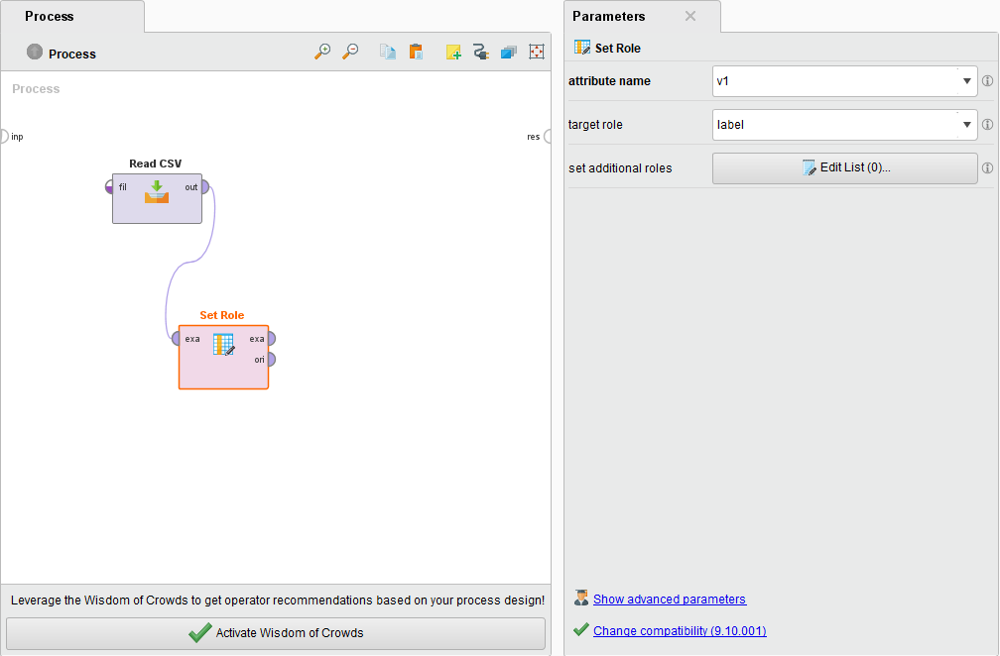 Process
Process
Process
inp
res
Read CSV
fil
out
Set Role
exa
exa
ori
Leverage the Wisdom of Crowds to get operator recommendations based on your process design!
Activate Wisdom of Crowds
Parameters
Set Role
attribute name
v1
target role
label
set additional roles
Edit List (0)...
Show advanced parameters
Change compatibility (9.10.001)